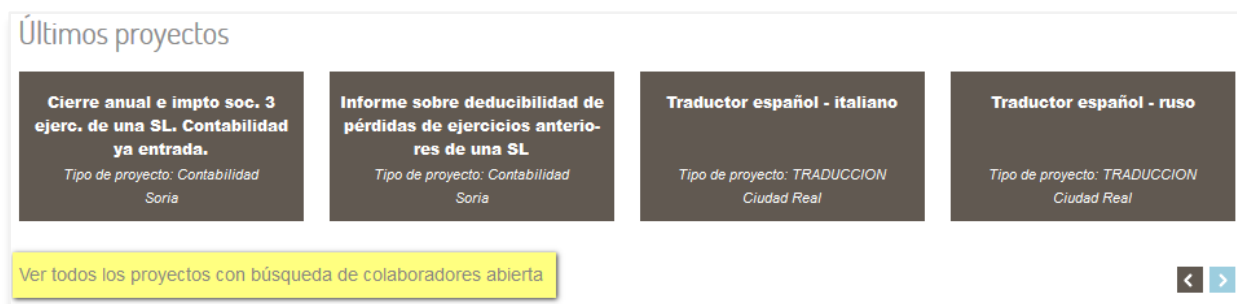 Últimos proyectos
Cierre anual e impto soc. 3
ejerc. de una SL. Contabilidad
ya entrada.
Tipo de proyecto: Contabilidad
Soria
Informe sobre deducibilidad de
pérdidas de ejercicios anterio-
res de una SL
Tipo de proyecto: Contabilidad
Soria
Traductor español - italiano
Tipo de proyecto: TRADUCCION
Ciudad Real
Traductor español - ruso
Tipo de proyecto: TRADUCCION
Ciudad Real
Ver todos los proyectos con búsqueda de colaboradores abierta